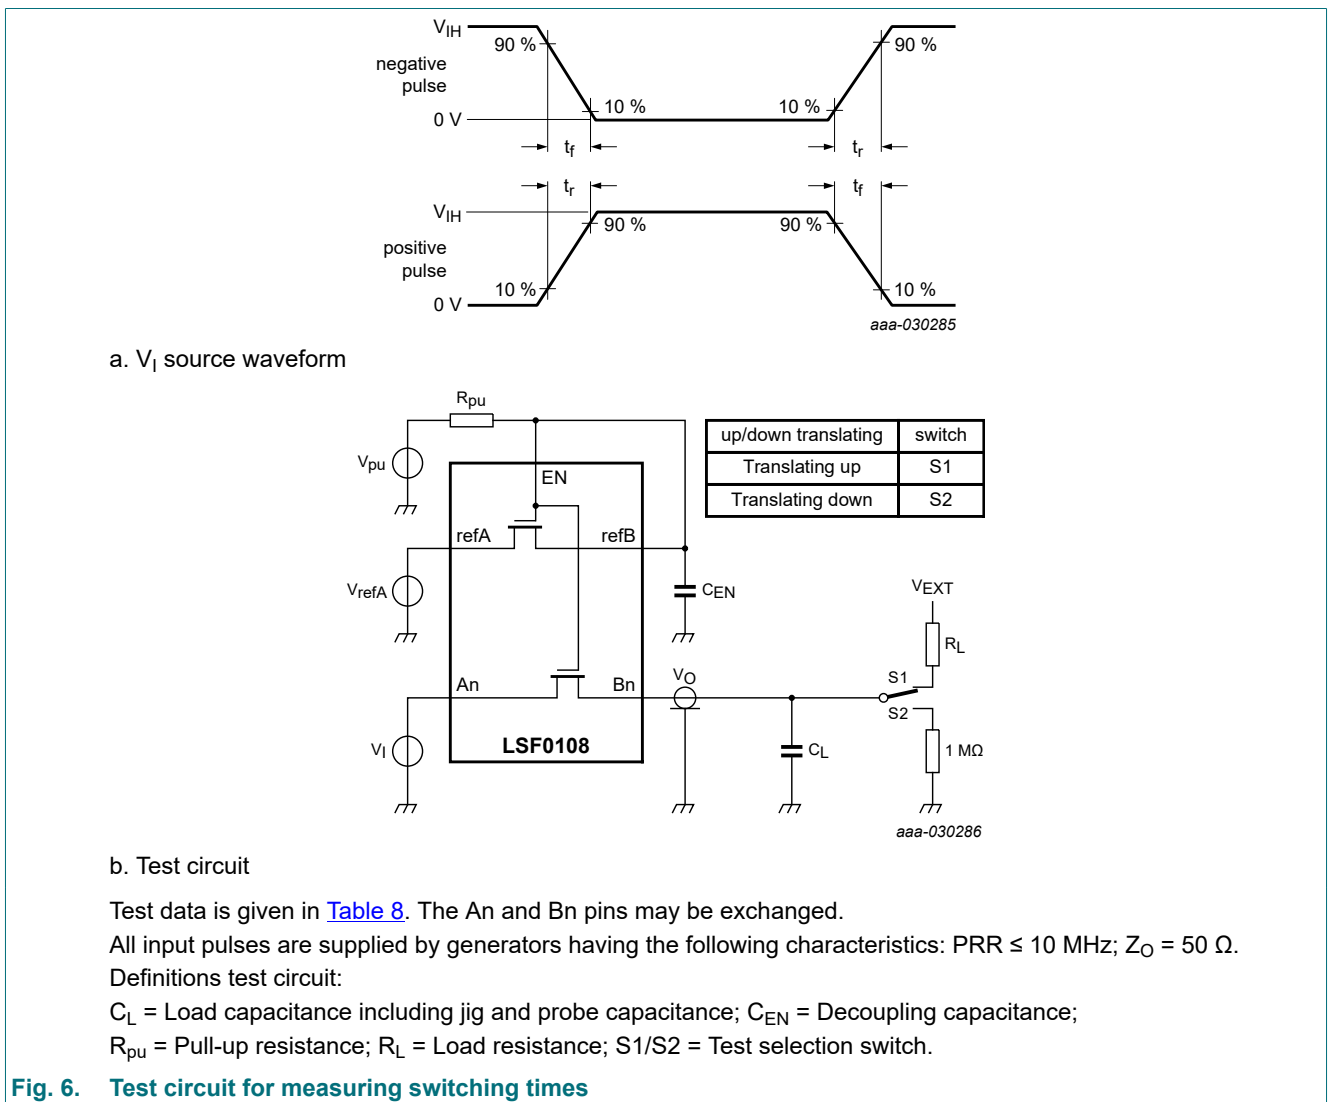 VIH
90 %
90 %
negative
pulse
10 %
10 %
0 V
tf
tr
tr
tf
VIH
90 %
90 %
positive
pulse
10 %
10 %
0 V
aaa-030285
a. VI source waveform
Rpu
up/down translating switch
Translating up S1
Translating down S2
Vpu
EN
refA
refB
VrefA
CEN
VEXT
RL
An
Bn
VO
S1
S2
VI
LSF0108
CL
1 MΩ
aaa-030286
b. Test circuit
Test data is given in Table 8. The An and Bn pins may be exchanged.
All input pulses are supplied by generators having the following characteristics: PRR ≤ 10 MHz; ZO = 50 Ω.
Definitions test circuit:
CL = Load capacitance including jig and probe capacitance; CEN = Decoupling capacitance;
Rpu = Pull-up resistance; RL = Load resistance; S1/S2 = Test selection switch.
Fig. 6. Test circuit for measuring switching times